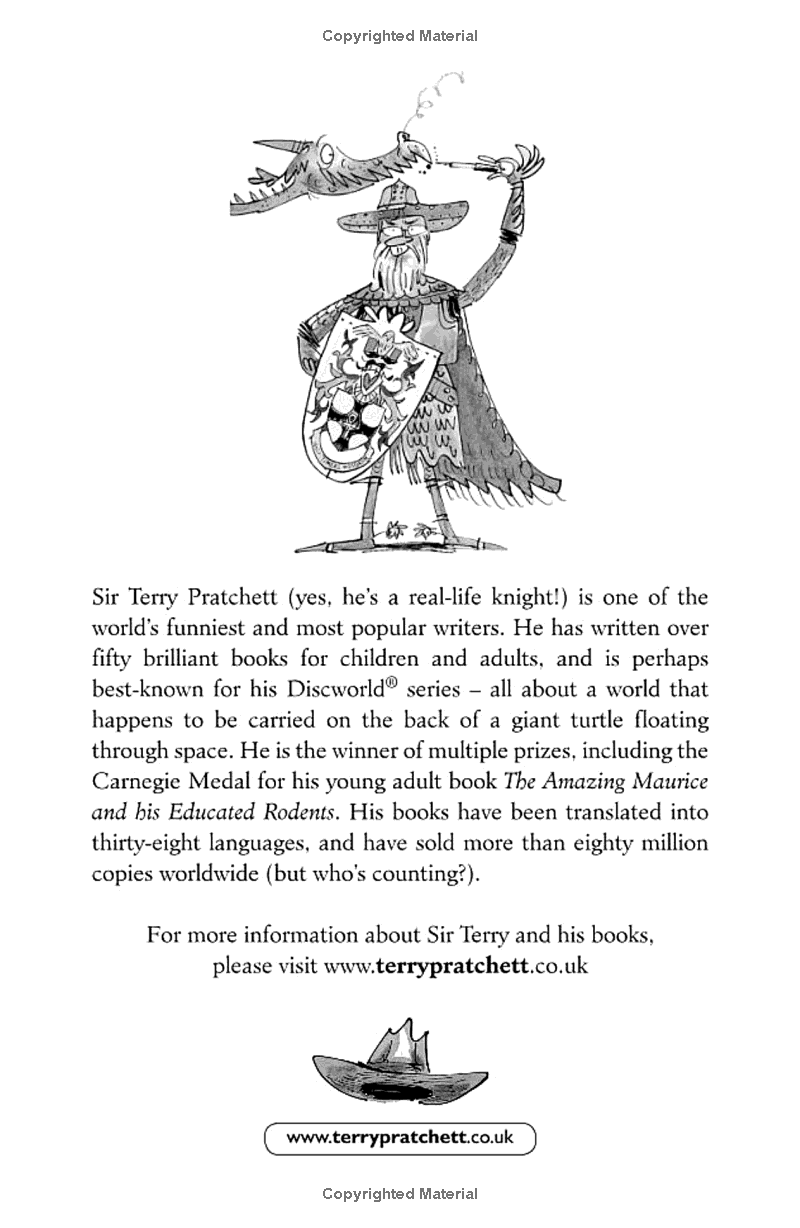 Copyrighted Material
Sir Terry Pratchett (yes, he's a real-life knight!) is one of the
world's funniest and most popular writers. He has written over
fifty brilliant books for children and adults, and is perhaps
best-known for his Discworld® series – all about a world that
happens to be carried on the back of a giant turtle floating
through space. He is the winner of multiple prizes, including the
Carnegie Medal for his young adult book The Amazing Maurice
and his Educated Rodents. His books have been translated into
thirty-eight languages, and have sold more than eighty million
copies worldwide (but who's counting?).
For more information about Sir Terry and his books,
please visit www.terrypratchett.co.uk
www.terrypratchett.co.uk
Copyrighted Material